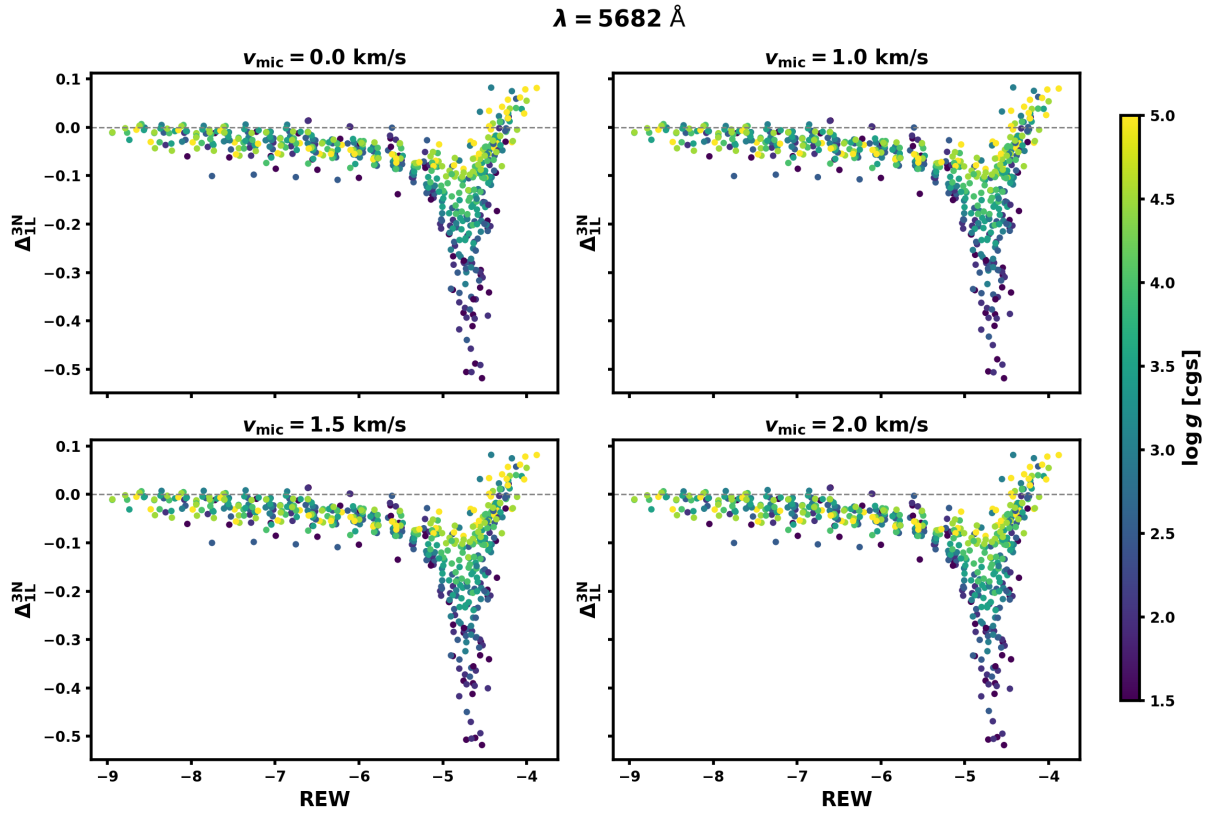 λ = 5682 Å
v_mic = 0.0 km/s
v_mic = 1.0 km/s
0.1
0.0
−0.1
−0.2
−0.3
−0.4
−0.5
Δ^3N_1L
Δ^3N_1L
v_mic = 1.5 km/s
v_mic = 2.0 km/s
0.1
0.0
−0.1
−0.2
−0.3
−0.4
−0.5
Δ^3N_1L
Δ^3N_1L
−9 −8 −7 −6 −5 −4
−9 −8 −7 −6 −5 −4
REW
REW
5.0
4.5
4.0
3.5
3.0
2.5
2.0
1.5
log g [cgs]